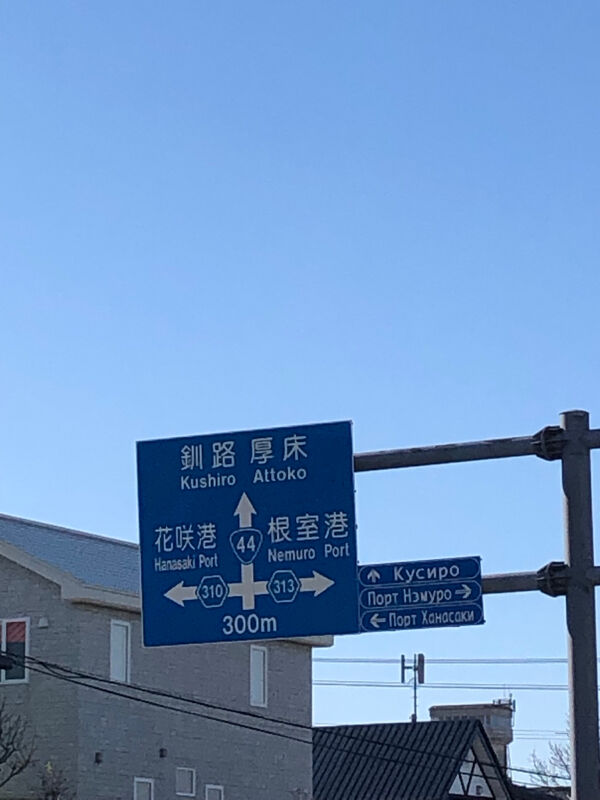 釧路 厚床
Kushiro Attoko
花咲港
Hanasaki Port
44
根室港
Nemuro Port
310
313
300m
↑ Кусиро
Порт Нэмуро →
← Порт Ханасаки